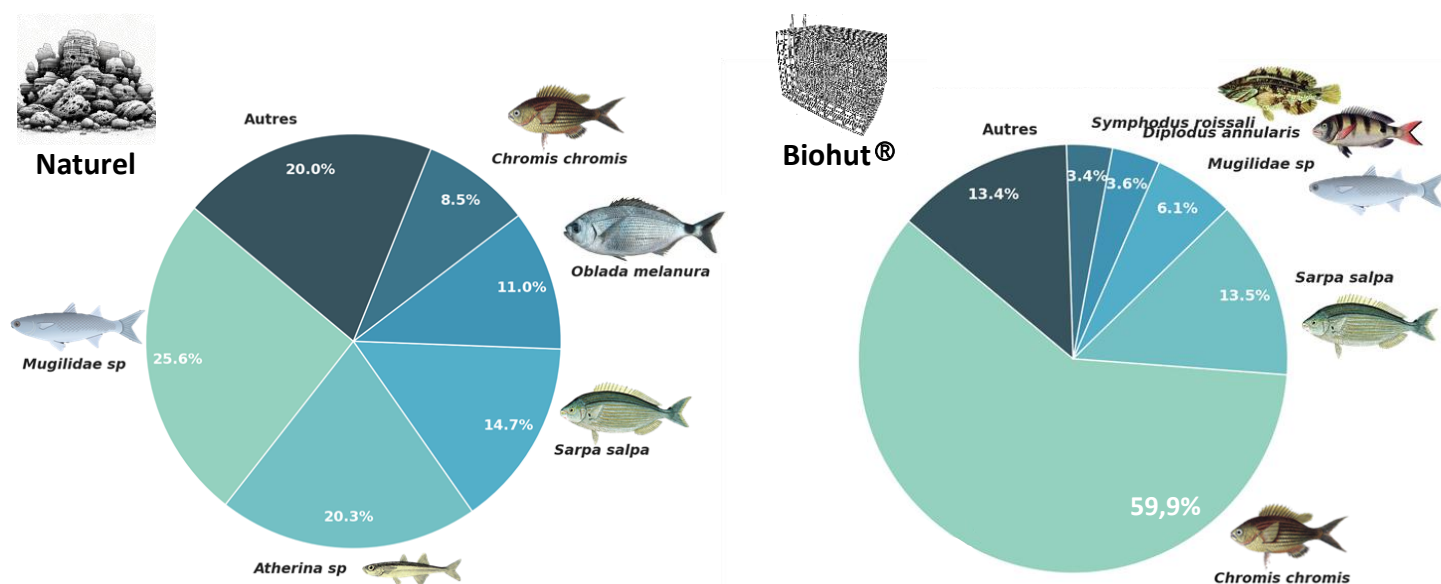 Naturel
Autres
20.0%
Chromis chromis
8.5%
Oblada melanura
11.0%
Sarpa salpa
14.7%
Atherina sp
20.3%
Mugilidae sp
25.6%
Biohut®
Autres
13.4%
Symphodus roissali
3.4%
Diplodus annularis
3.6%
Mugilidae sp
6.1%
Sarpa salpa
13.5%
Chromis chromis
59,9%